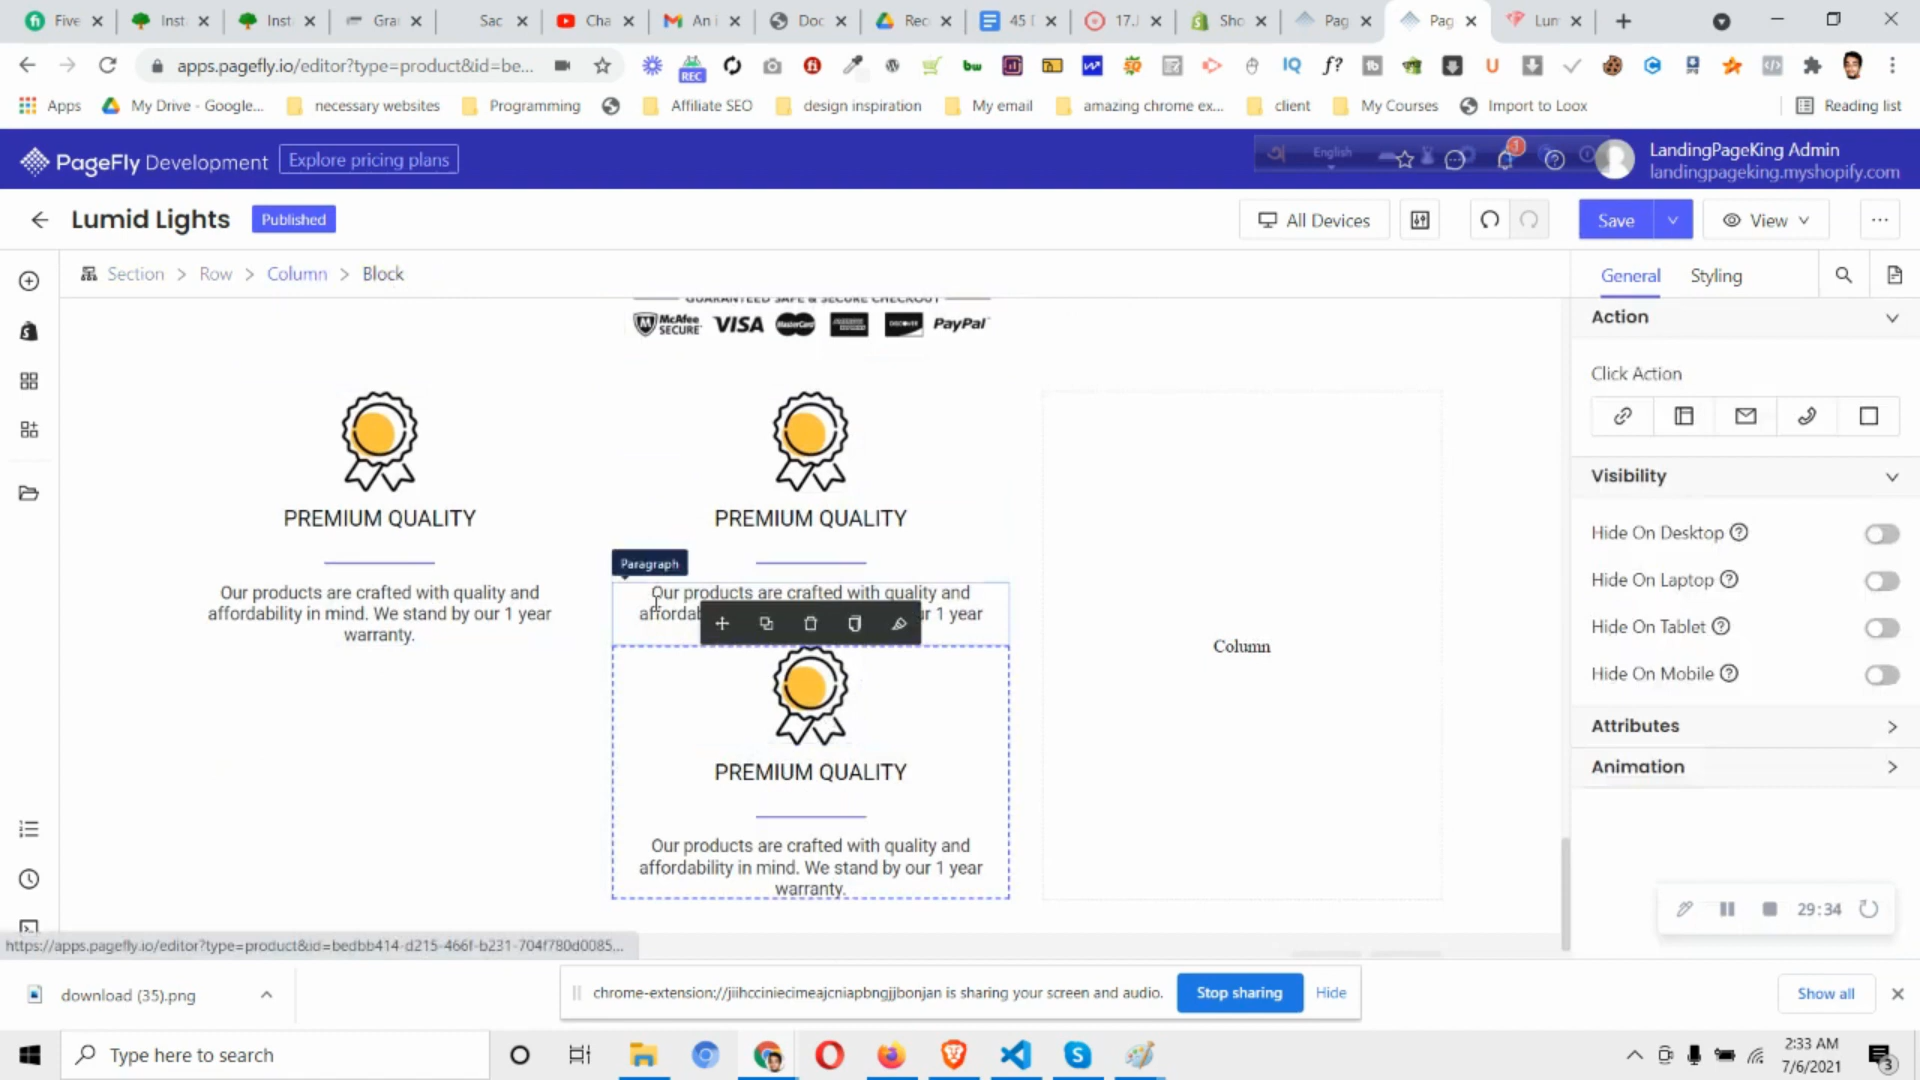 Five
Inst
Inst
Gra
Sac
Cha
An i
Doc
Rec
45 [
17.
Sho
Pag
Pag
Lum
apps.pagefly.io/editor?type=product&id=be...
REC
IQ
f?
Apps
My Drive - Google...
necessary websites
Programming
Affiliate SEO
design inspiration
My email
amazing chrome ex...
client
My Courses
Import to Loox
Reading list
PageFly Development
Explore pricing plans
English
1
LandingPageKing Admin
landingpageking.myshopify.com
Lumid Lights
Published
All Devices
Save
View
Section > Row > Column > Block
General
Styling
GUARANTEED SAFE & SECURE CHECKOUT
McAfee SECURE
VISA
MasterCard
DISCOVER
PayPal
Action
Click Action
PREMIUM QUALITY
Our products are crafted with quality and
affordability in mind. We stand by our 1 year
warranty.
PREMIUM QUALITY
Paragraph
Our products are crafted with quality and
affordab
ur 1 year
PREMIUM QUALITY
Our products are crafted with quality and
affordability in mind. We stand by our 1 year
warranty.
Column
Visibility
Hide On Desktop
Hide On Laptop
Hide On Tablet
Hide On Mobile
Attributes
Animation
29:34
https://apps.pagefly.io/editor?type=product&id=bedbb414-d215-466f-b231-704f780d0085...
download (35).png
chrome-extension://jiihcciniecimeajcniapbngjjbonjan is sharing your screen and audio.
Stop sharing
Hide
Show all
Type here to search
2:33 AM
7/6/2021
3